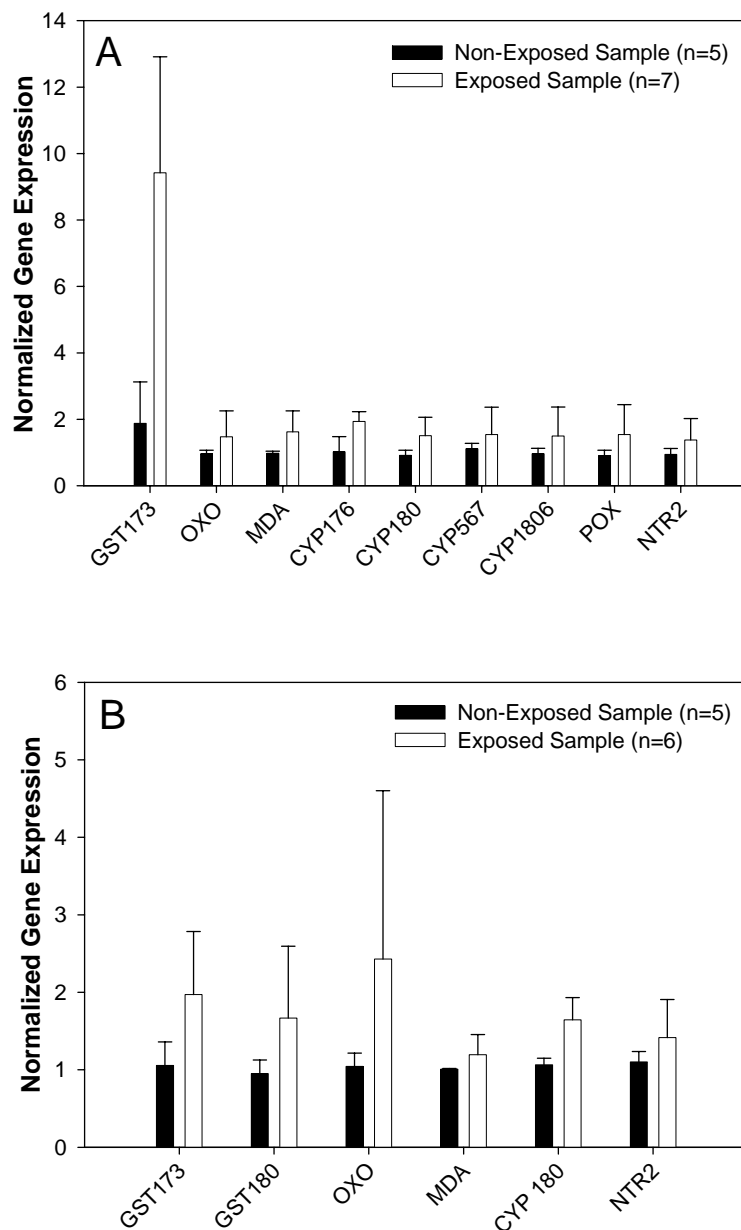 A
Non-Exposed Sample (n=5)
Exposed Sample (n=7)
Normalized Gene Expression
14
12
10
8
6
4
2
0
GST173 OXO MDA CYP176 CYP180 CYP567 CYP1806 POX NTR2
B
Non-Exposed Sample (n=5)
Exposed Sample (n=6)
Normalized Gene Expression
6
5
4
3
2
1
0
GST173 GST180 OXO MDA CYP 180 NTR2